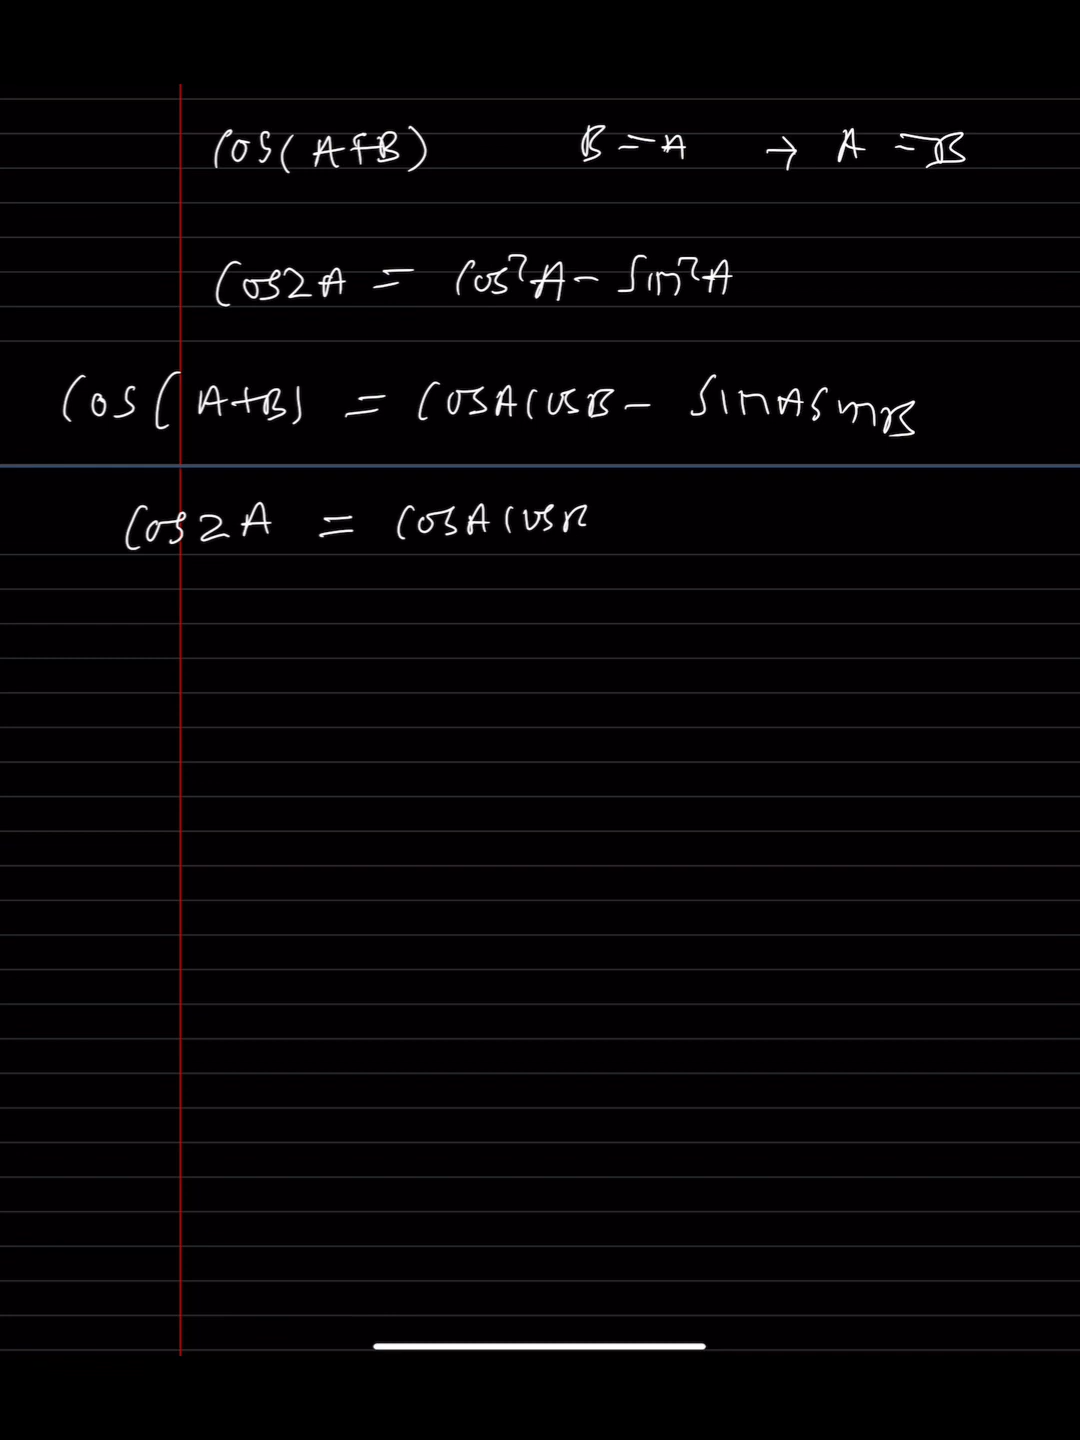 cos(A+B) B=A → A=B
cos2A = cos²A - sin²A
cos(A+B) = cosAcosB - sinAsinB
cos2A = cosAcosB